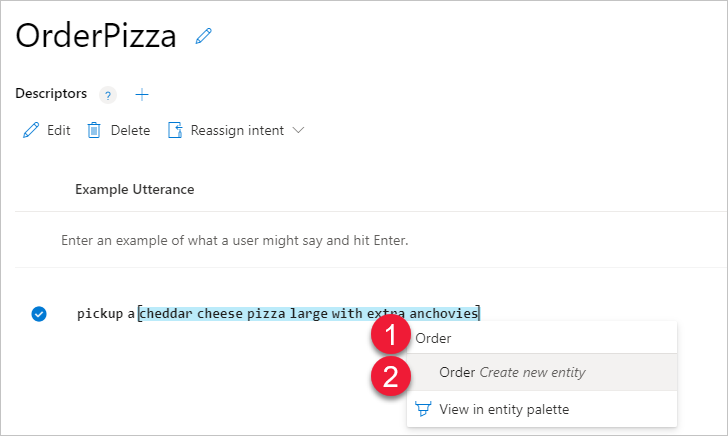 OrderPizza
Descriptors ? +
Edit Delete Reassign intent
Example Utterance
Enter an example of what a user might say and hit Enter.
pickup a [cheddar cheese pizza large with extra anchovies]
1 Order
2 Order Create new entity
View in entity palette